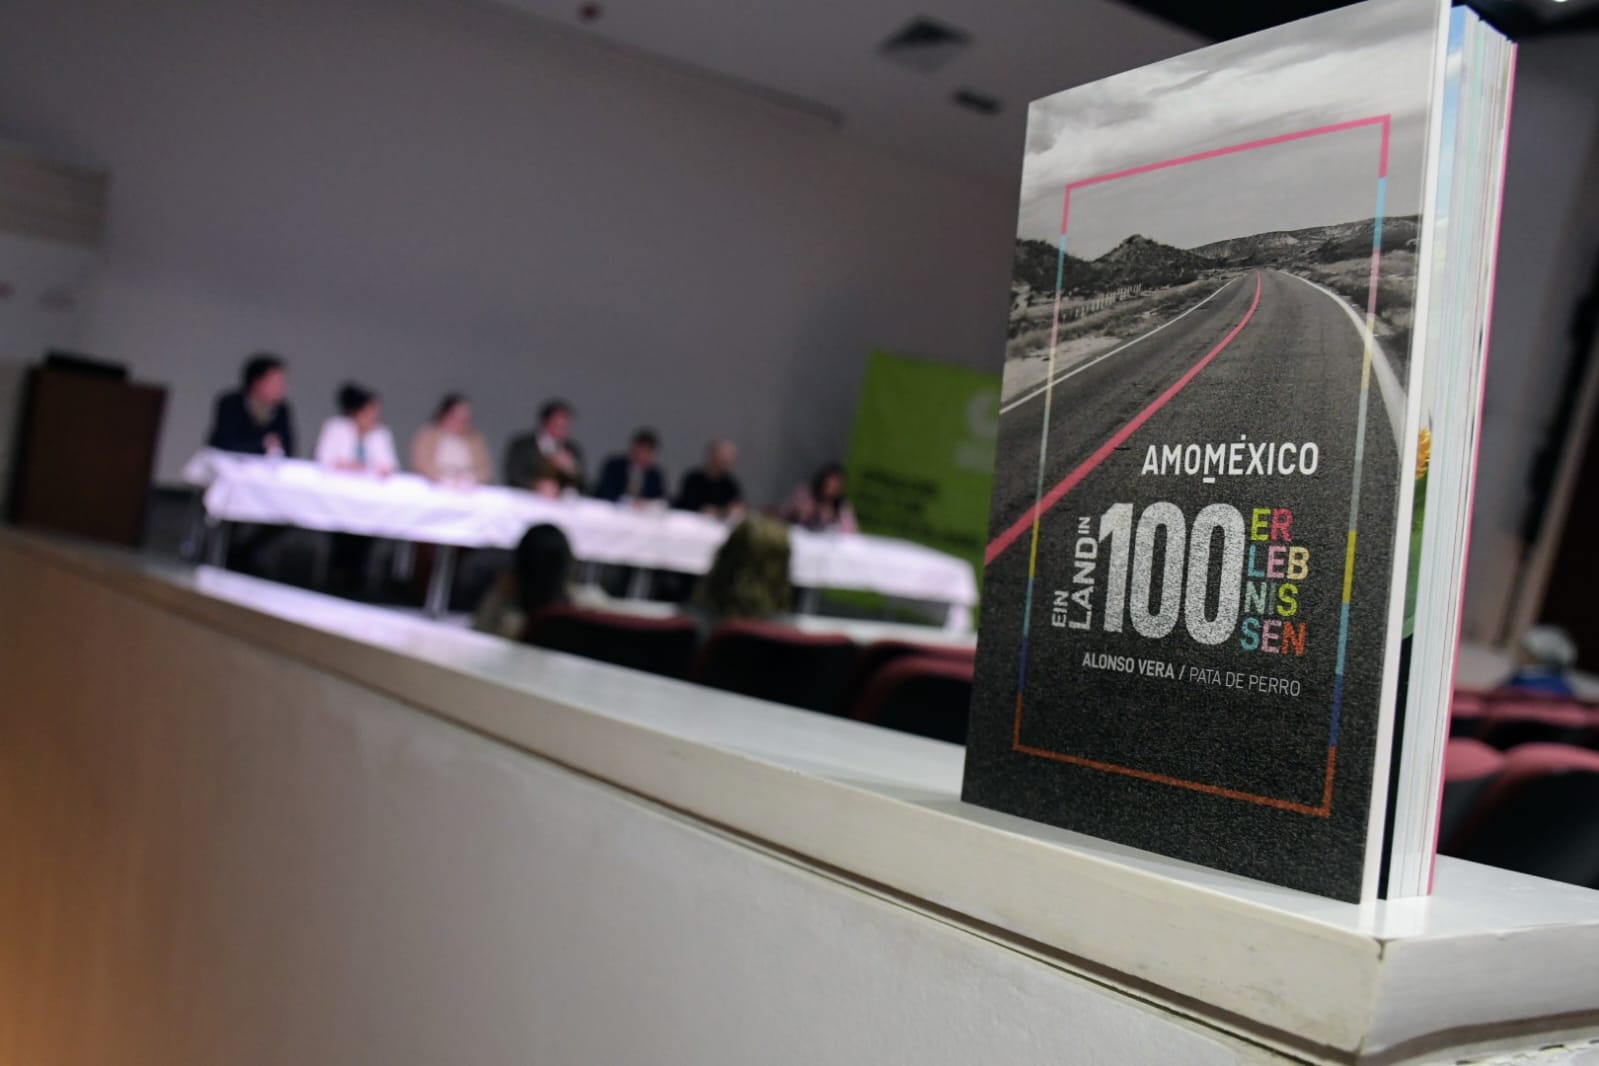 AMOMÉXICO
EIN
LAND IN
100
ER
LEB
NIS
SEN
ALONSO VERA / PATA DE PERRO